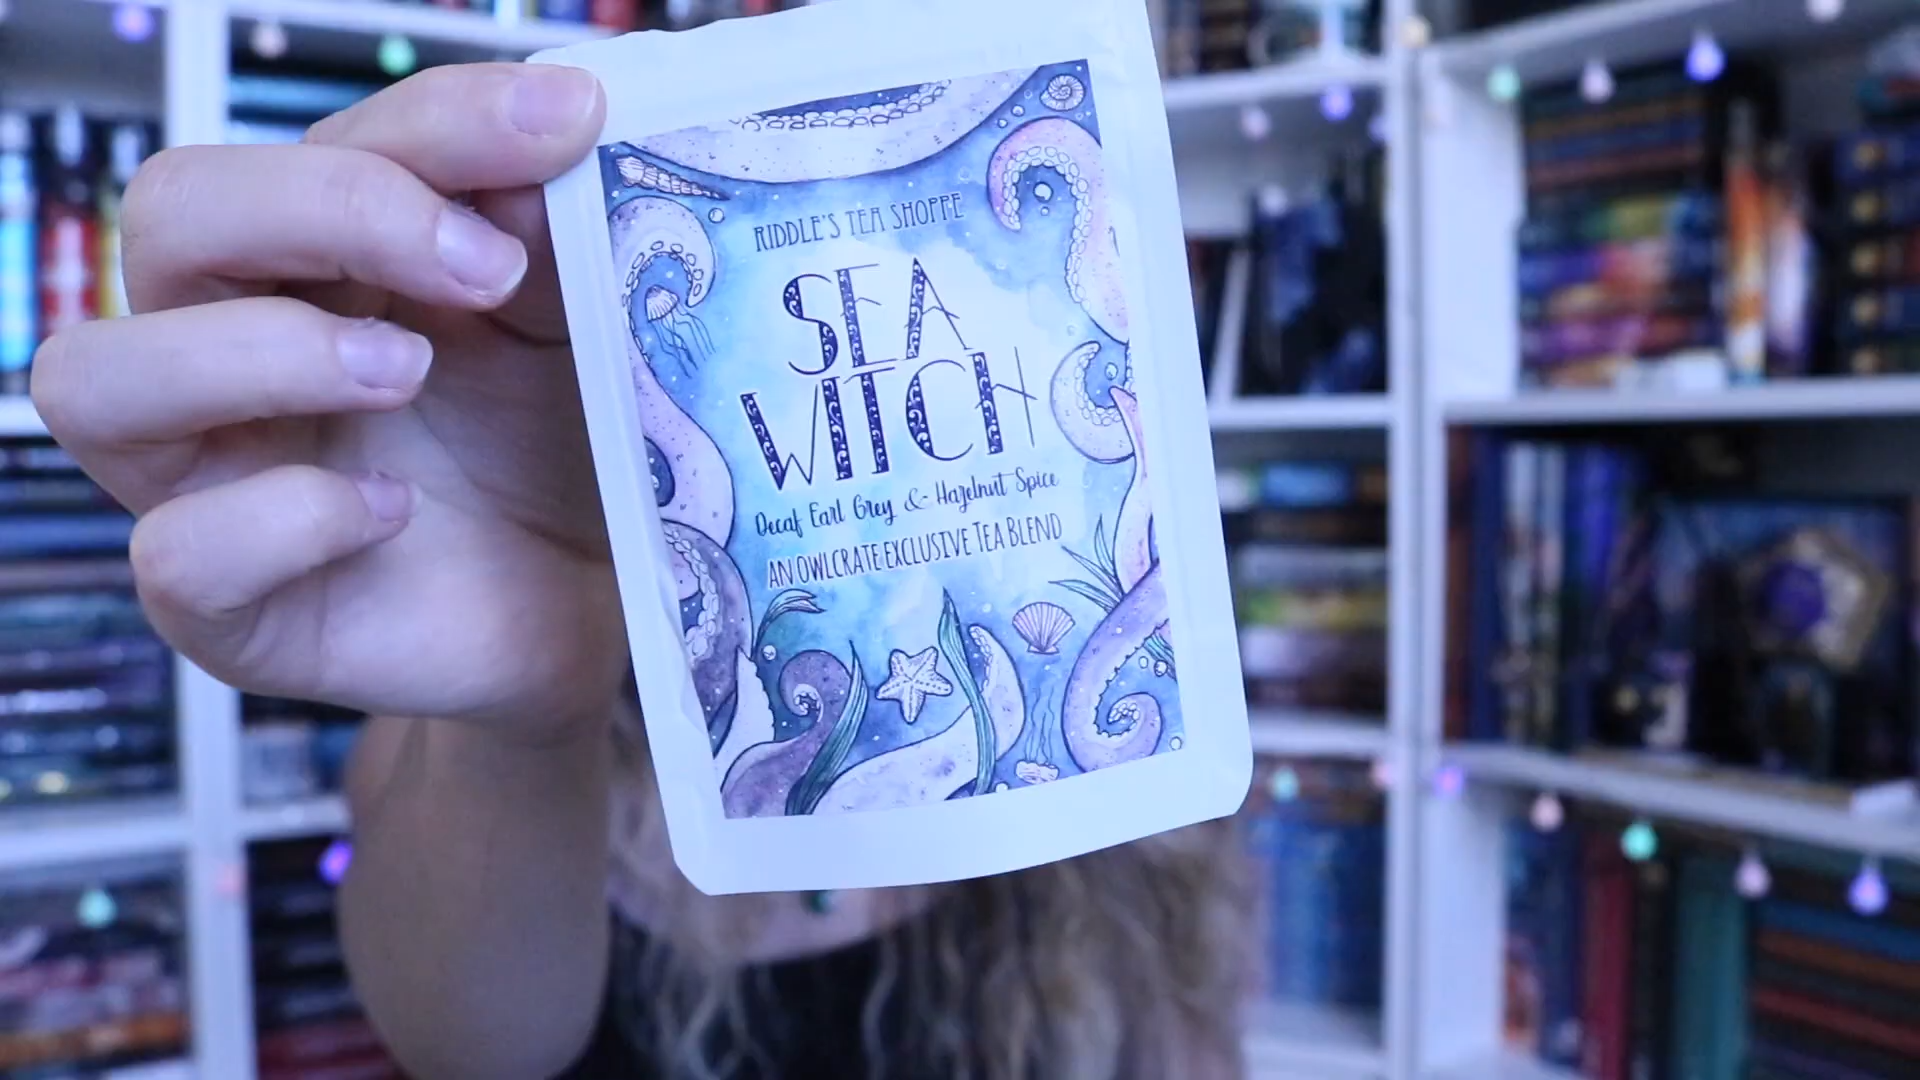 RIDDLE'S TEA SHOPPE
SEA
WITCH
Decaf Earl Grey & Hazelnut Spice
AN OWLCRATE EXCLUSIVE TEA BLEND